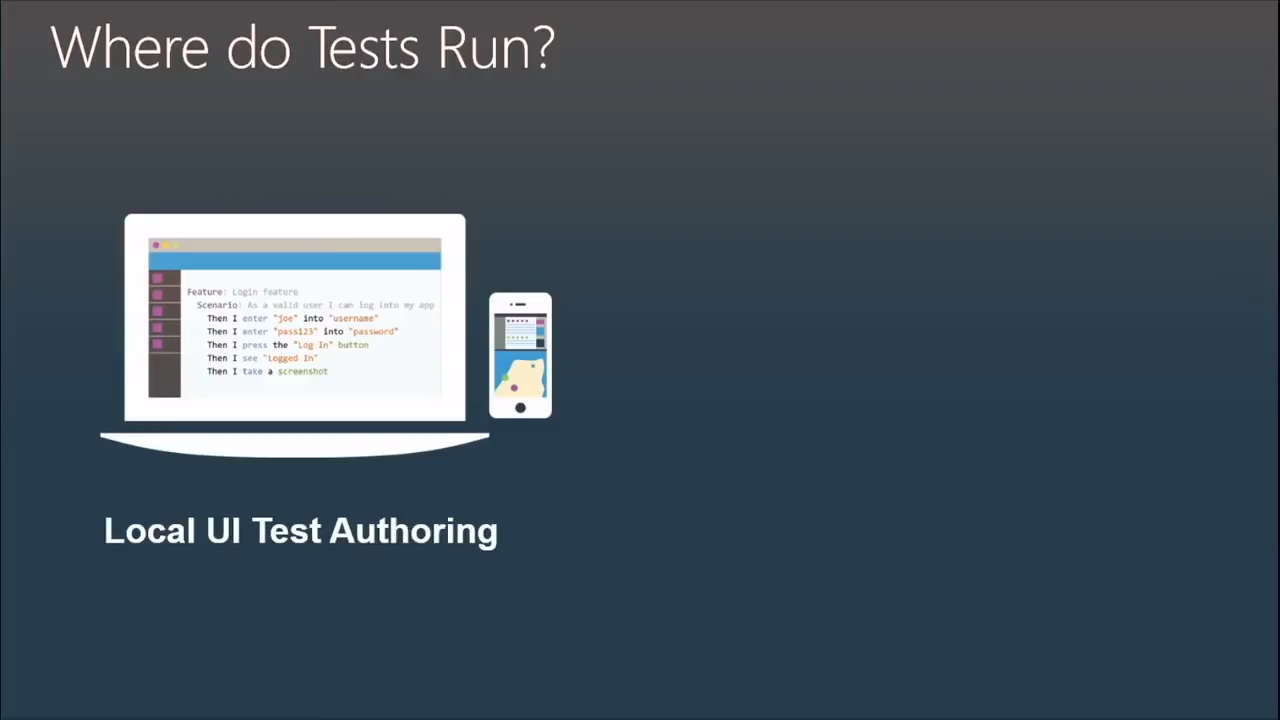 Where do Tests Run?
Feature: Login feature
Scenario: As a valid user I can log into my app
Then I enter "joe" into "username"
Then I enter "pass123" into "password"
Then I press the "Log In" button
Then I see "Logged In"
Then I take a screenshot
Local UI Test Authoring